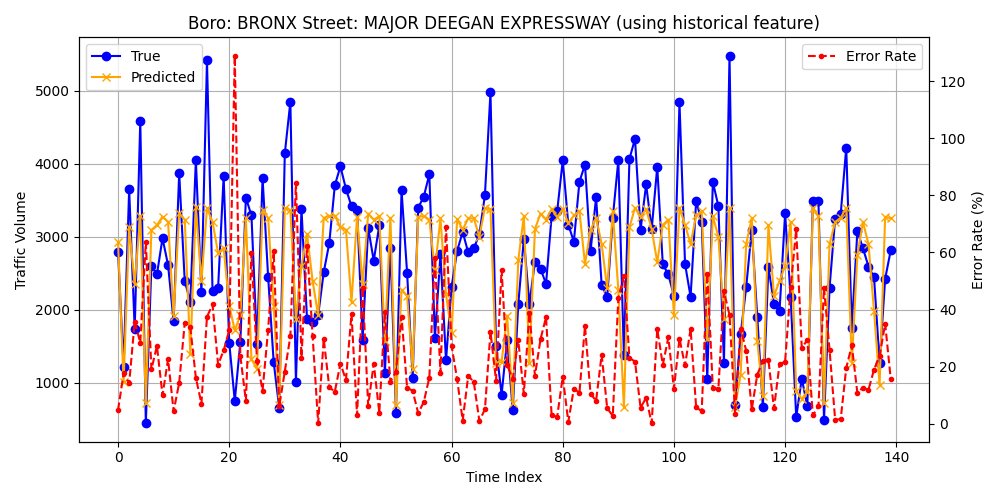 Boro: BRONX Street: MAJOR DEEGAN EXPRESSWAY (using historical feature)
True
Predicted
Error Rate
5000
4000
3000
2000
1000
Traffic Volume
120
100
80
60
40
20
0
Error Rate (%)
0 20 40 60 80 100 120 140
Time Index